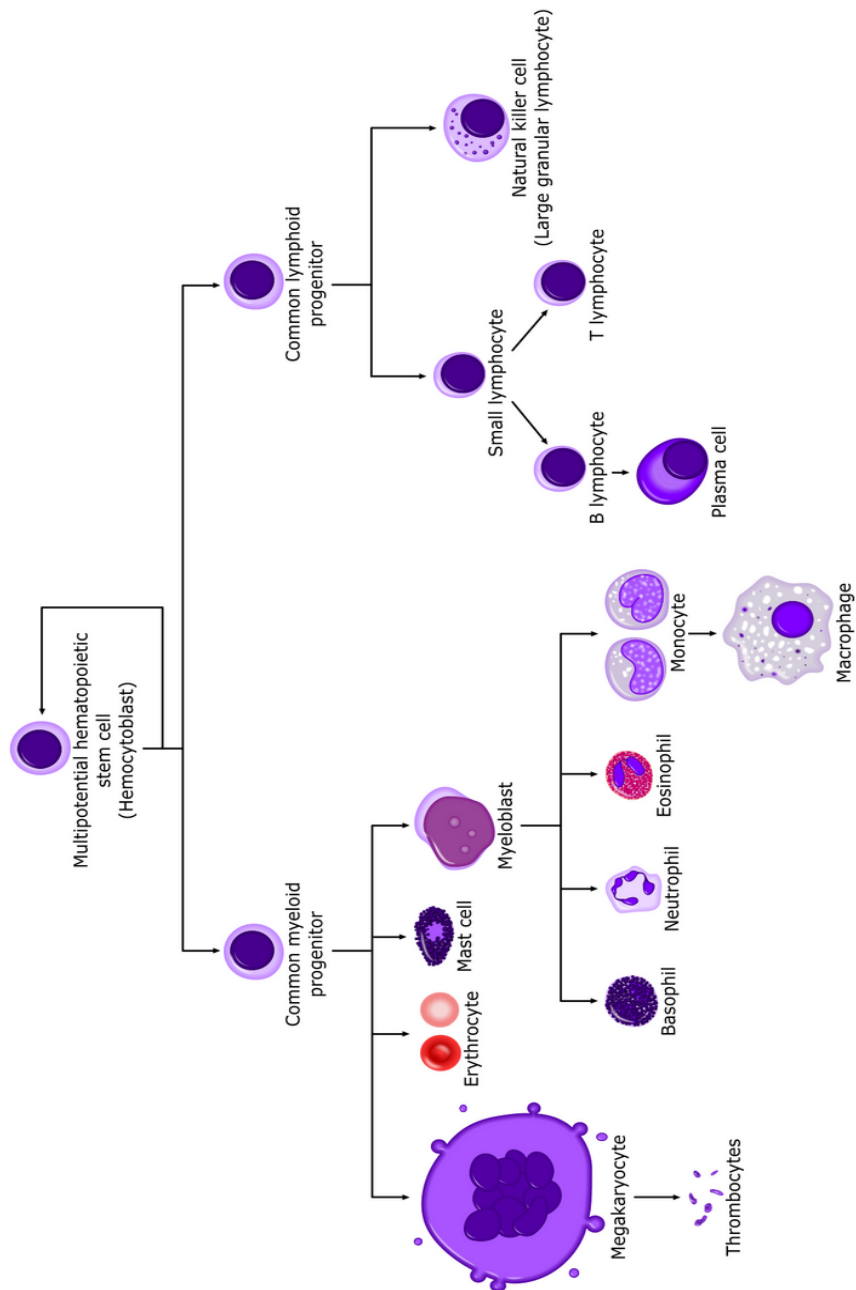 Multipotential hematopoietic
stem cell
(Hemocytoblast)
Common myeloid
progenitor
Common lymphoid
progenitor
Megakaryocyte
Erythrocyte
Mast cell
Myeloblast
Small lymphocyte
Natural killer cell
(Large granular lymphocyte)
Thrombocytes
Basophil
Neutrophil
Eosinophil
Monocyte
B lymphocyte
T lymphocyte
Macrophage
Plasma cell